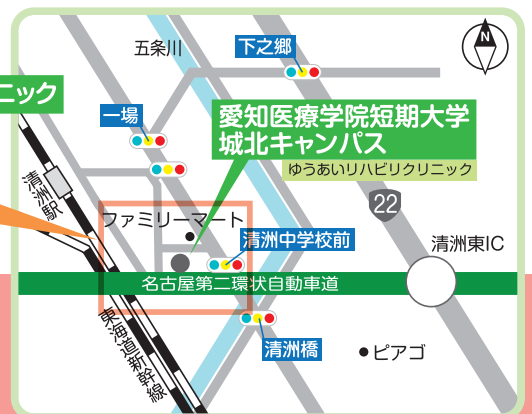 五条川
下之郷
N
ニック
一場
愛知医療学院短期大学
城北キャンパス
ゆうあいリハビリクリニック
清洲駅
22
ファミリーマート
清洲中学校前
清洲東IC
名古屋第二環状自動車道
東海道新幹線
清洲橋
ピアゴ